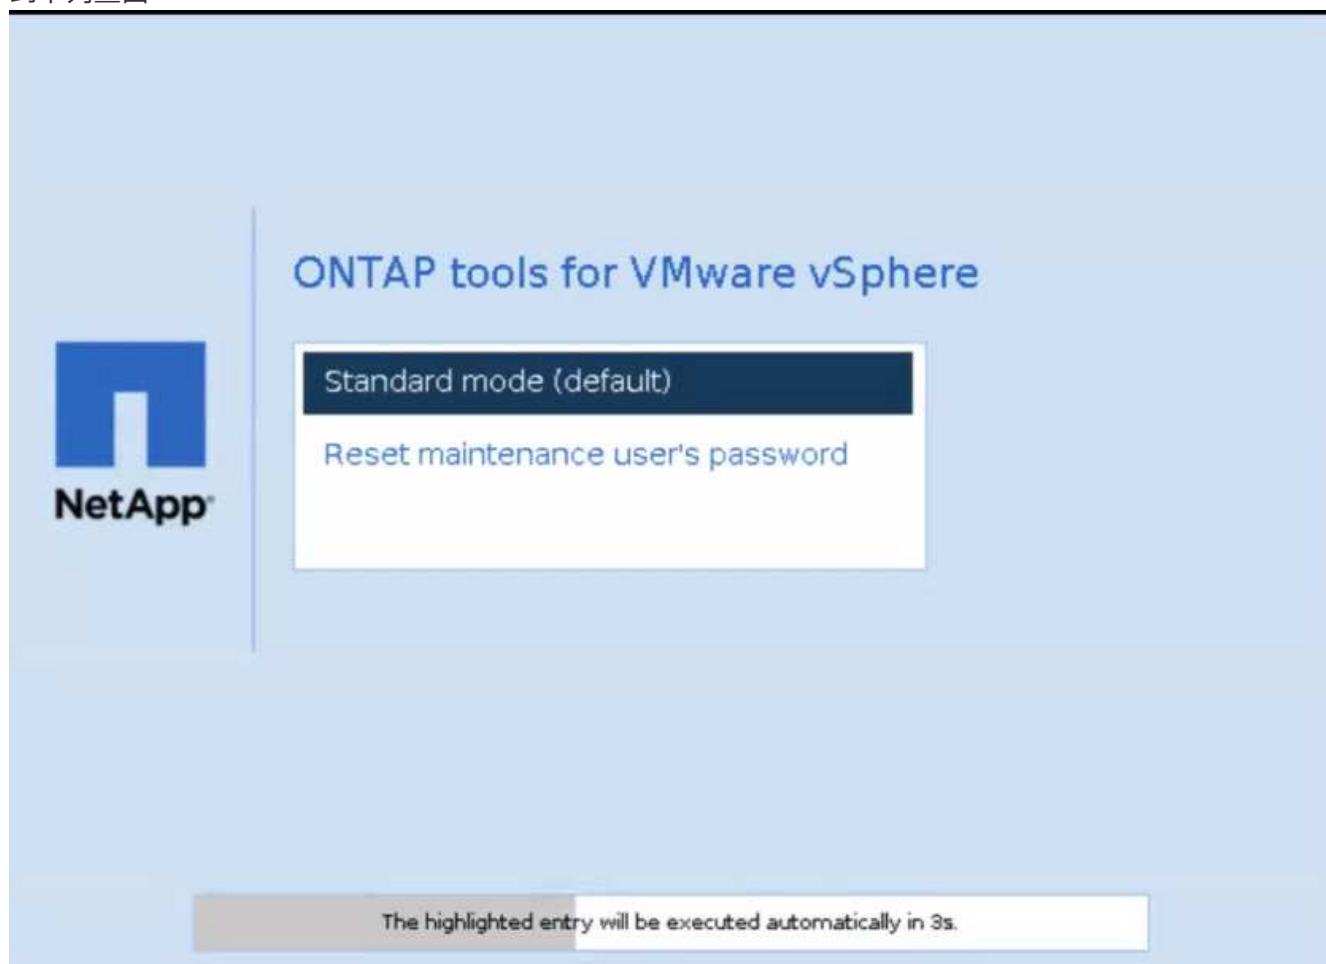 ONTAP tools for VMware vSphere
Standard mode (default)
Reset maintenance user's password
NetApp
The highlighted entry will be executed automatically in 3s.